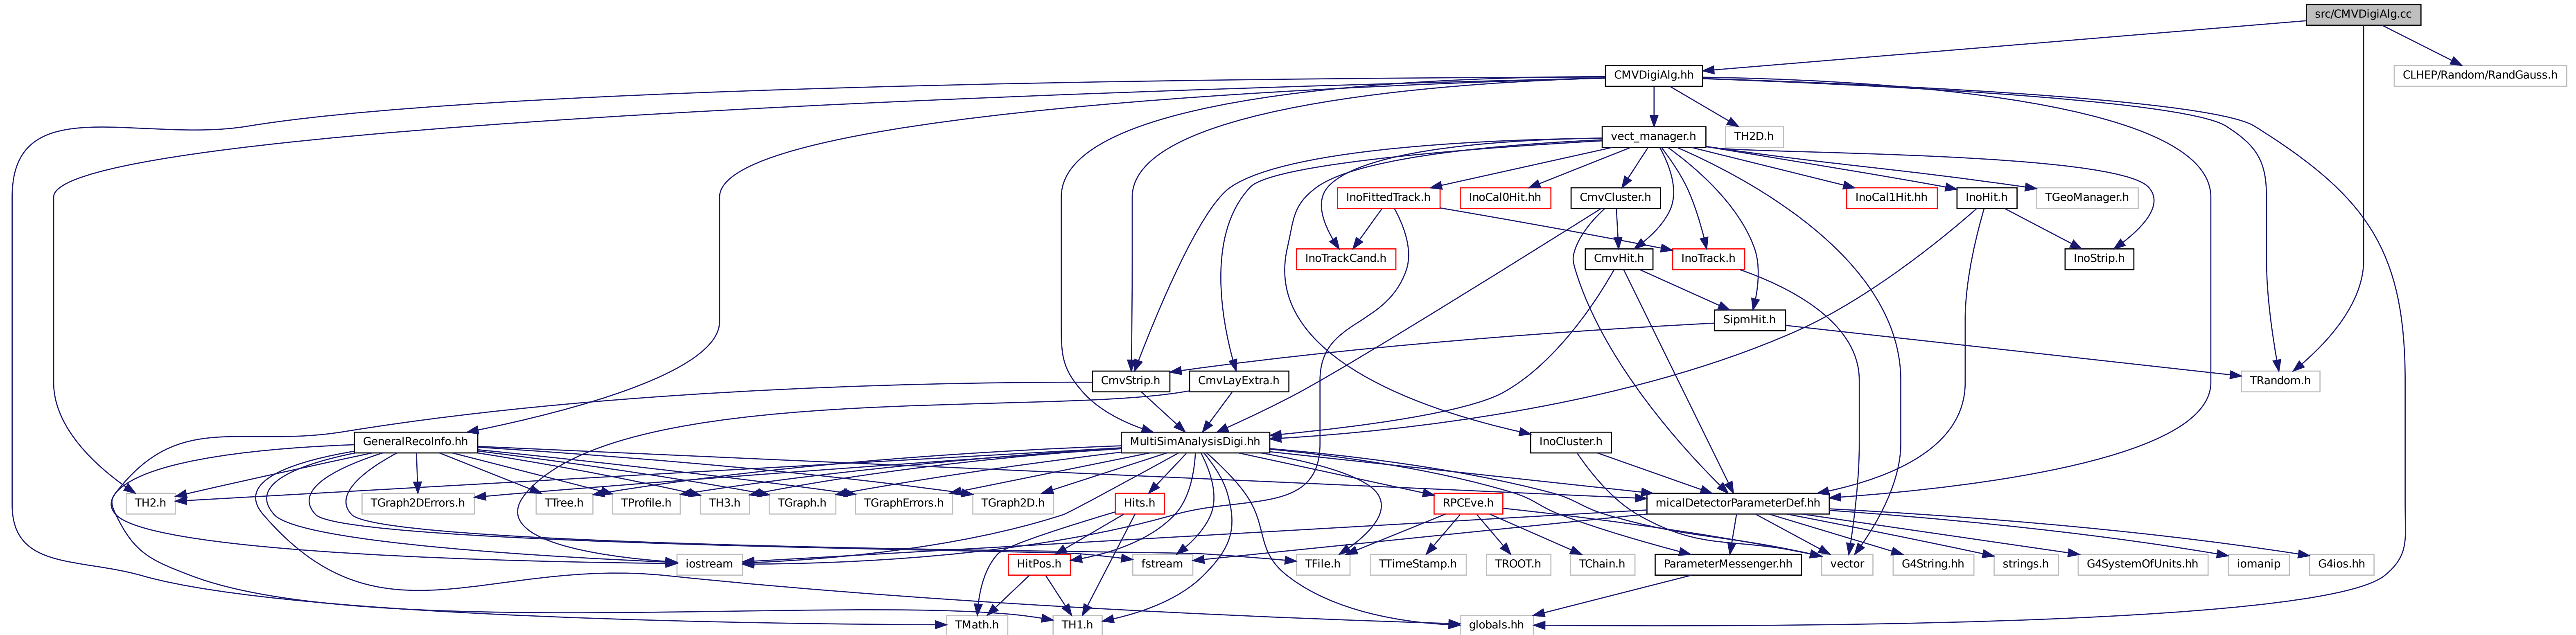 src/CMVDigiAlg.cc
CMVDigiAlg.hh
CLHEP/Random/RandGauss.h
vect_manager.h
TH2D.h
InoFittedTrack.h
InoCal0Hit.hh
CmvCluster.h
InoCal1Hit.hh
InoHit.h
TGeoManager.h
InoTrackCand.h
CmvHit.h
InoTrack.h
InoStrip.h
SipmHit.h
CmvStrip.h
CmvLayExtra.h
TRandom.h
GeneralRecoInfo.hh
MultiSimAnalysisDigi.hh
InoCluster.h
TH2.h
TGraph2DErrors.h
TTree.h
TProfile.h
TH3.h
TGraph.h
TGraphErrors.h
TGraph2D.h
Hits.h
RPCEve.h
micalDetectorParameterDef.hh
iostream
HitPos.h
fstream
TFile.h
TTimeStamp.h
TROOT.h
TChain.h
ParameterMessenger.hh
vector
G4String.hh
strings.h
G4SystemOfUnits.hh
iomanip
G4ios.hh
TMath.h
TH1.h
globals.hh